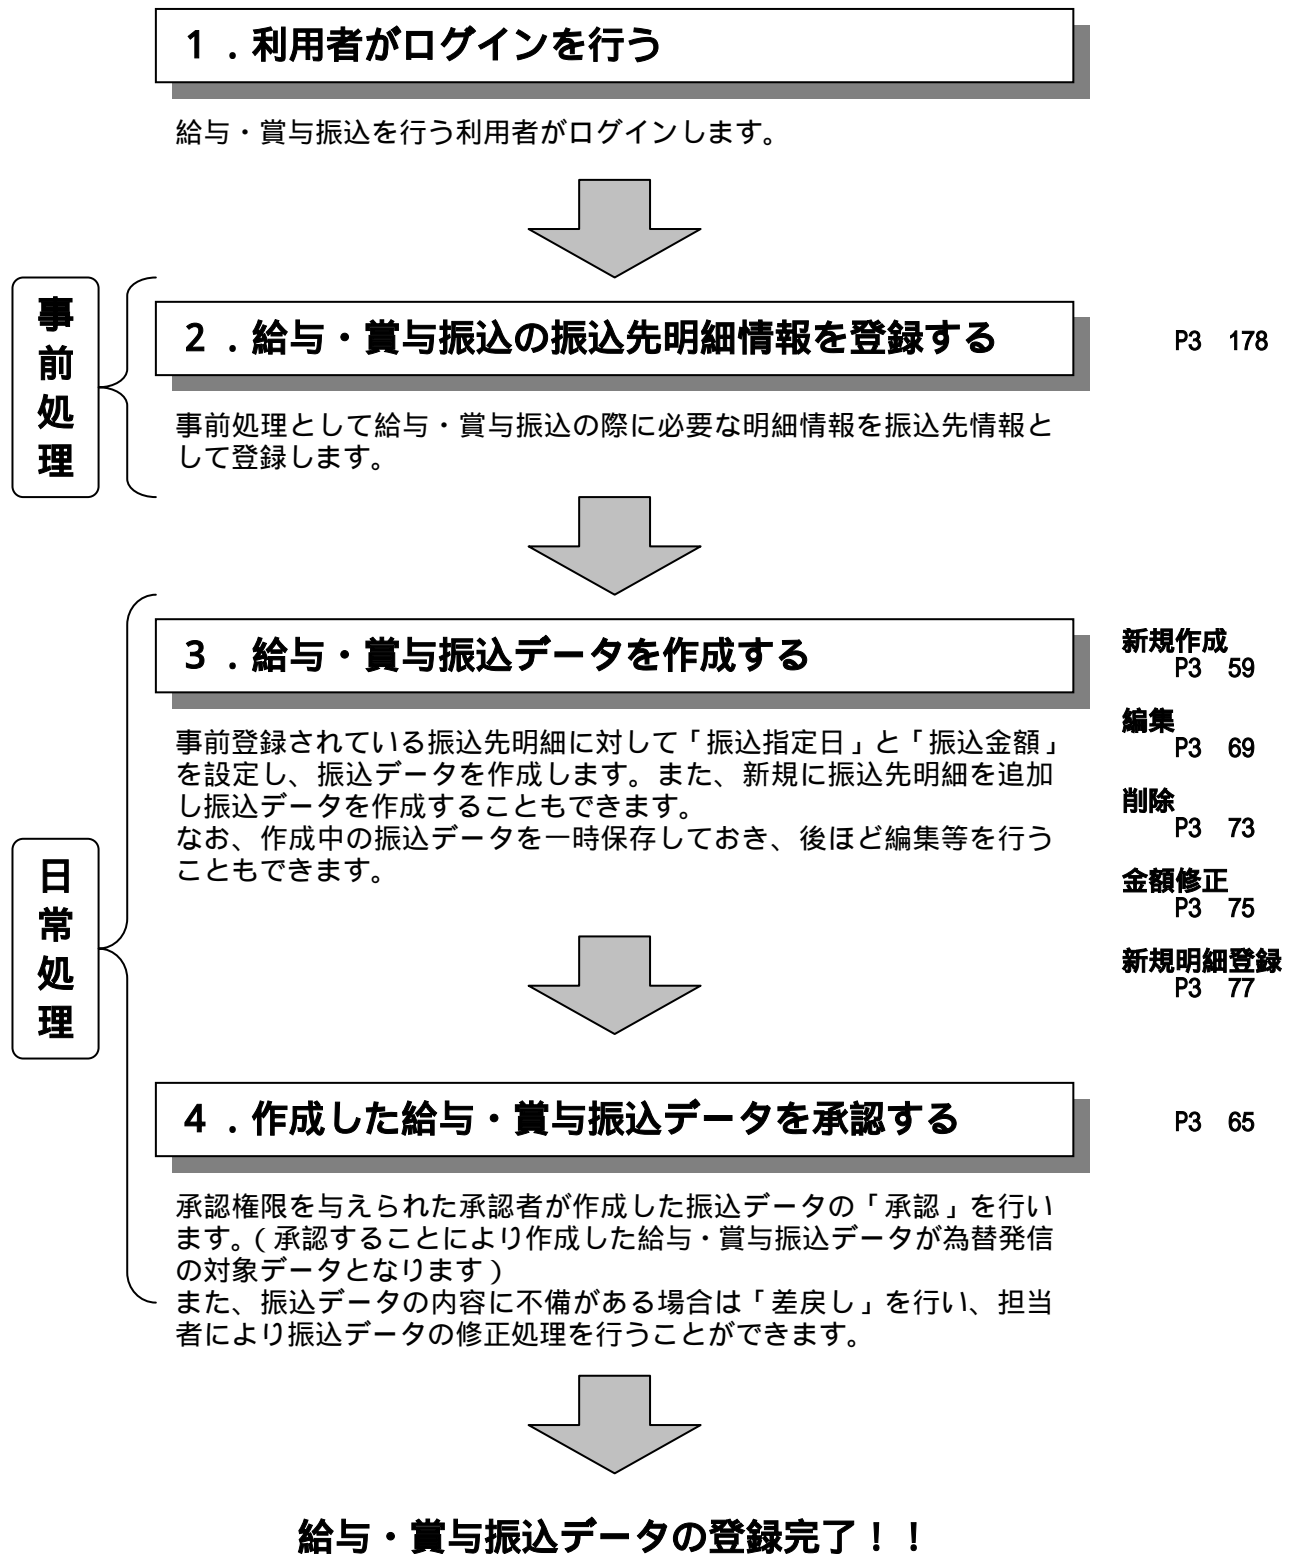 １．利用者がログインを行う
給与・賞与振込を行う利用者がログインします。
事前処理
２．給与・賞与振込の振込先明細情報を登録する
P3　178
事前処理として給与・賞与振込の際に必要な明細情報を振込先情報と
して登録します。
日常処理
３．給与・賞与振込データを作成する
事前登録されている振込先明細に対して「振込指定日」と「振込金額」
を設定し、振込データを作成します。また、新規に振込先明細を追加
し振込データを作成することもできます。
なお、作成中の振込データを一時保存しておき、後ほど編集等を行う
こともできます。
新規作成
P3　59
編集
P3　69
削除
P3　73
金額修正
P3　75
新規明細登録
P3　77
４．作成した給与・賞与振込データを承認する
P3　65
承認権限を与えられた承認者が作成した振込データの「承認」を行い
ます。（承認することにより作成した給与・賞与振込データが為替発信
の対象データとなります）
また、振込データの内容に不備がある場合は「差戻し」を行い、担当
者により振込データの修正処理を行うことができます。
給与・賞与振込データの登録完了！！